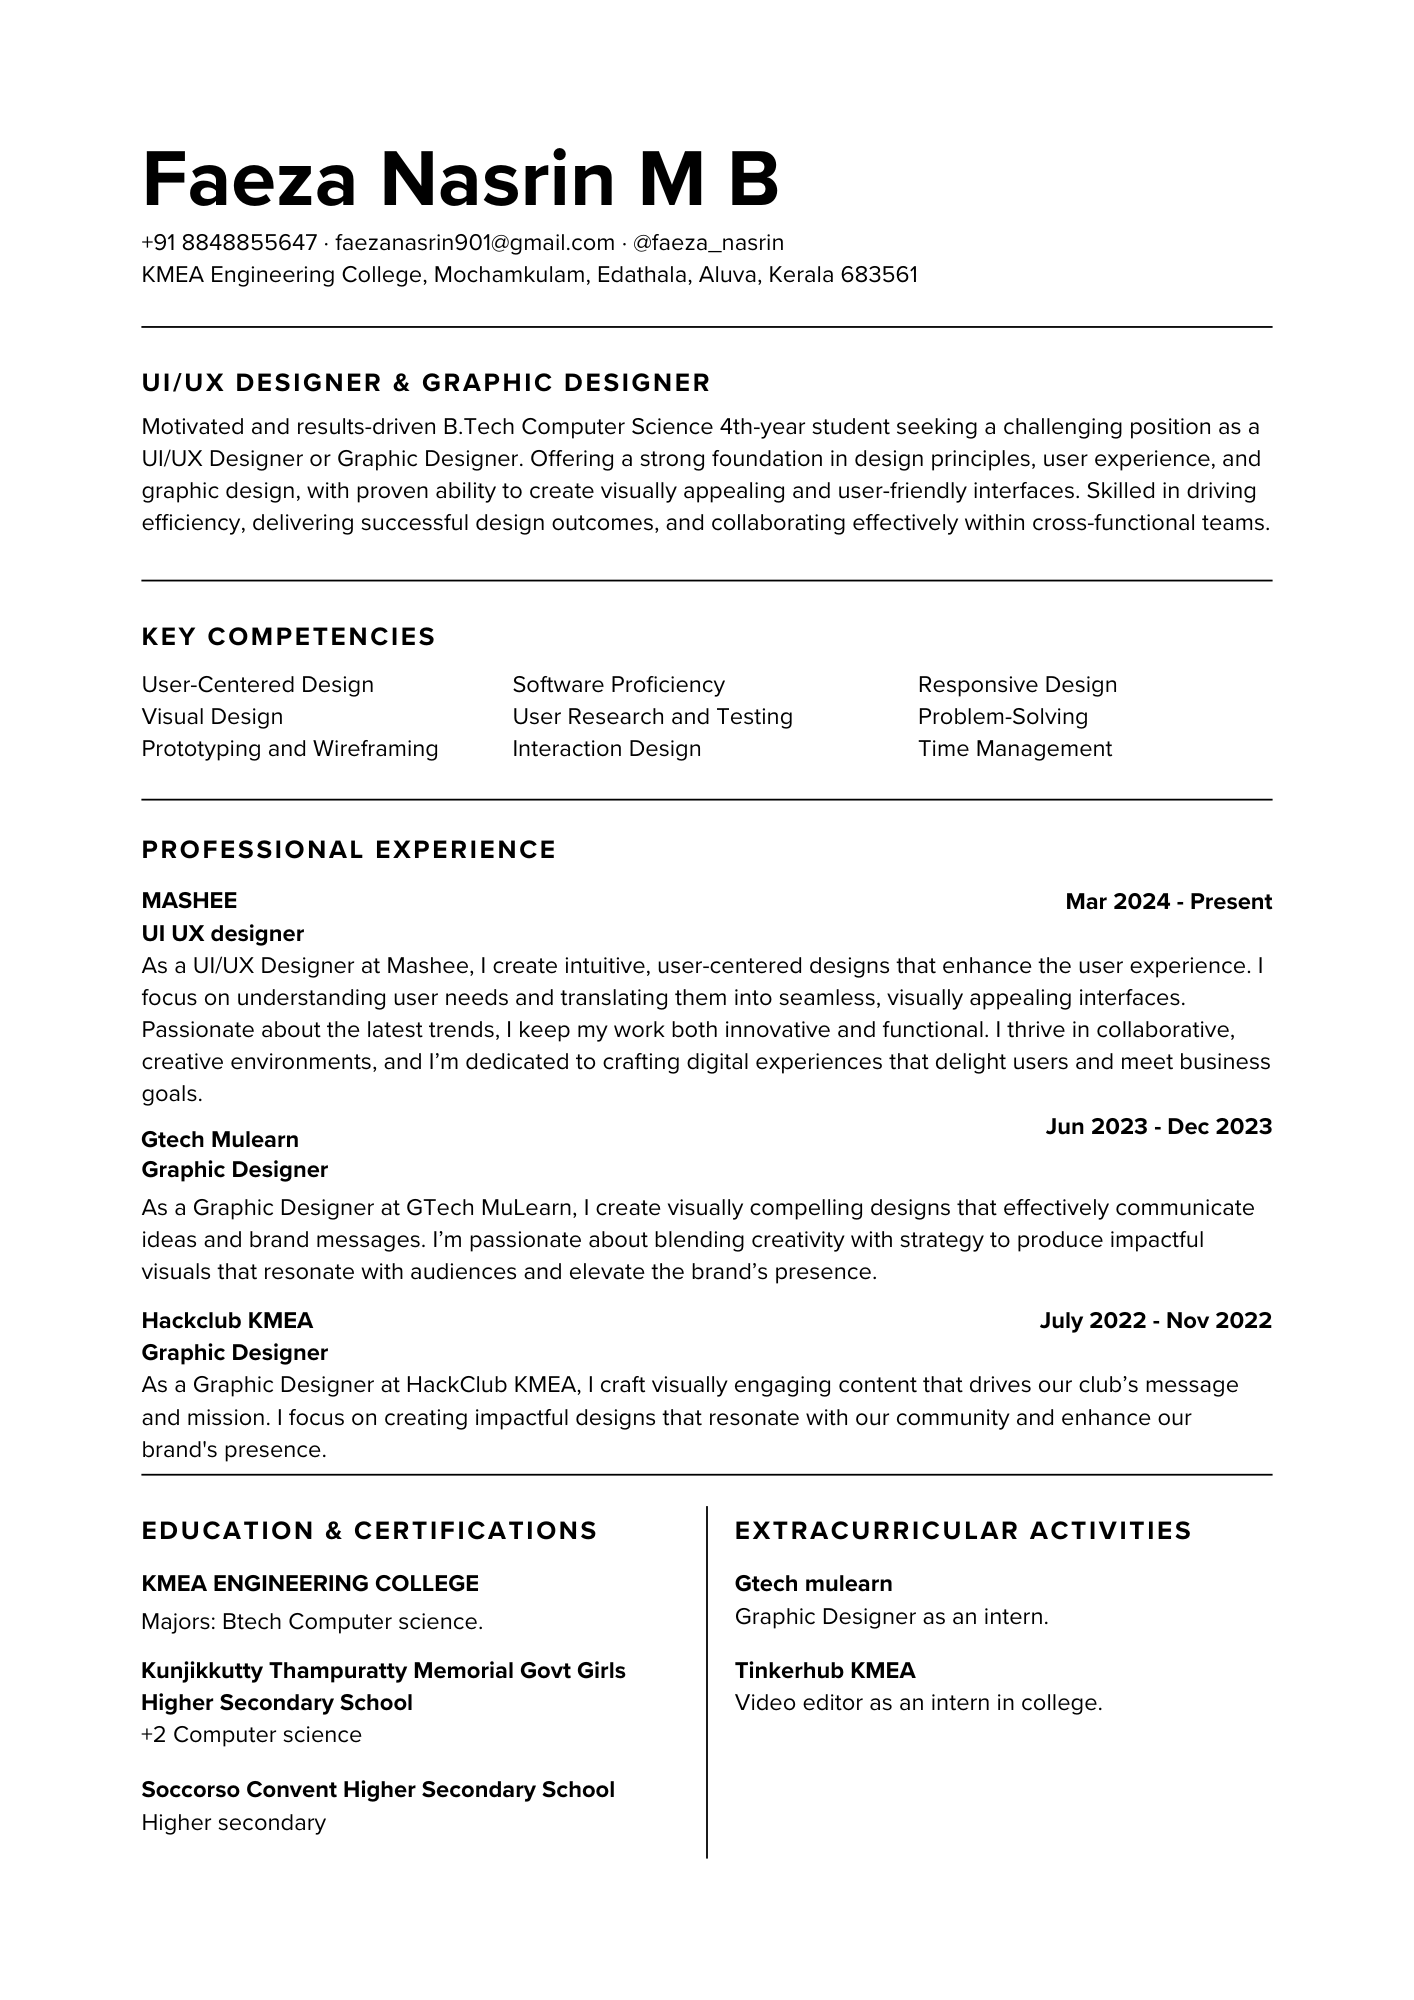 Faeza Nasrin M B
+91 8848855647 · faezanasrin901@gmail.com · @faeza_nasrin
KMEA Engineering College, Mochamkulam, Edathala, Aluva, Kerala 683561
UI/UX DESIGNER & GRAPHIC DESIGNER
Motivated and results-driven B.Tech Computer Science 4th-year student seeking a challenging position as a
UI/UX Designer or Graphic Designer. Offering a strong foundation in design principles, user experience, and
graphic design, with proven ability to create visually appealing and user-friendly interfaces. Skilled in driving
efficiency, delivering successful design outcomes, and collaborating effectively within cross-functional teams.
KEY COMPETENCIES
User-Centered Design
Visual Design
Prototyping and Wireframing
Software Proficiency
User Research and Testing
Interaction Design
Responsive Design
Problem-Solving
Time Management
PROFESSIONAL EXPERIENCE
MASHEE Mar 2024 - Present
UI UX designer
As a UI/UX Designer at Mashee, I create intuitive, user-centered designs that enhance the user experience. I
focus on understanding user needs and translating them into seamless, visually appealing interfaces.
Passionate about the latest trends, I keep my work both innovative and functional. I thrive in collaborative,
creative environments, and I’m dedicated to crafting digital experiences that delight users and meet business
goals.
Gtech Mulearn Jun 2023 - Dec 2023
Graphic Designer
As a Graphic Designer at GTech MuLearn, I create visually compelling designs that effectively communicate
ideas and brand messages. I’m passionate about blending creativity with strategy to produce impactful
visuals that resonate with audiences and elevate the brand’s presence.
Hackclub KMEA July 2022 - Nov 2022
Graphic Designer
As a Graphic Designer at HackClub KMEA, I craft visually engaging content that drives our club’s message
and mission. I focus on creating impactful designs that resonate with our community and enhance our
brand's presence.
EDUCATION & CERTIFICATIONS
KMEA ENGINEERING COLLEGE
Majors: Btech Computer science.
Kunjikkutty Thampuratty Memorial Govt Girls
Higher Secondary School
+2 Computer science
Soccorso Convent Higher Secondary School
Higher secondary
EXTRACURRICULAR ACTIVITIES
Gtech mulearn
Graphic Designer as an intern.
Tinkerhub KMEA
Video editor as an intern in college.